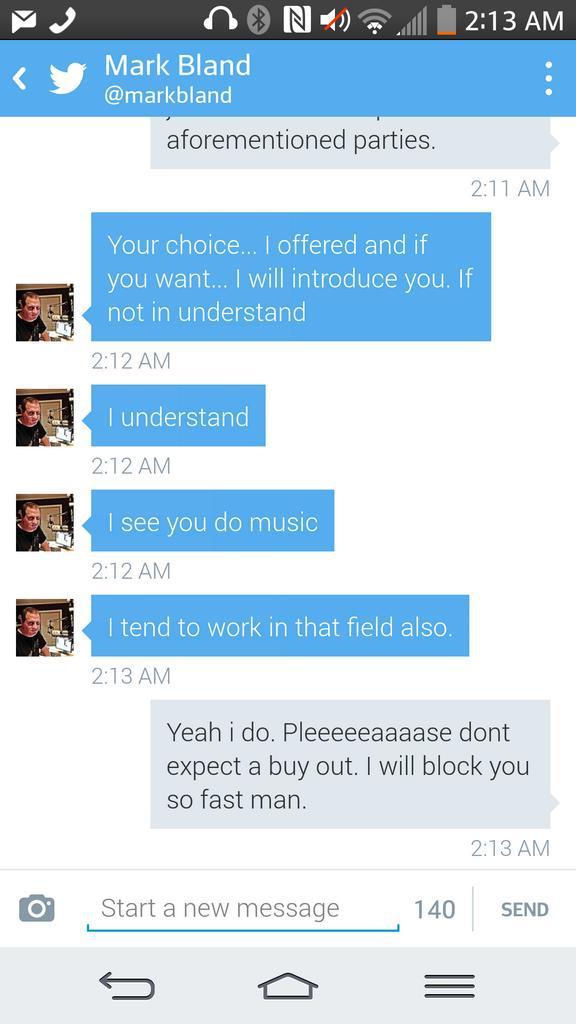 2:13 AM
Mark Bland
@markbland
aforementioned parties.
2:11 AM
Your choice... I offered and if
you want... I will introduce you. If
not in understand
2:12 AM
I understand
2:12 AM
I see you do music
2:12 AM
I tend to work in that field also.
2:13 AM
Yeah i do. Pleeeeeaaaase dont
expect a buy out. I will block you
so fast man.
2:13 AM
Start a new message
140
SEND